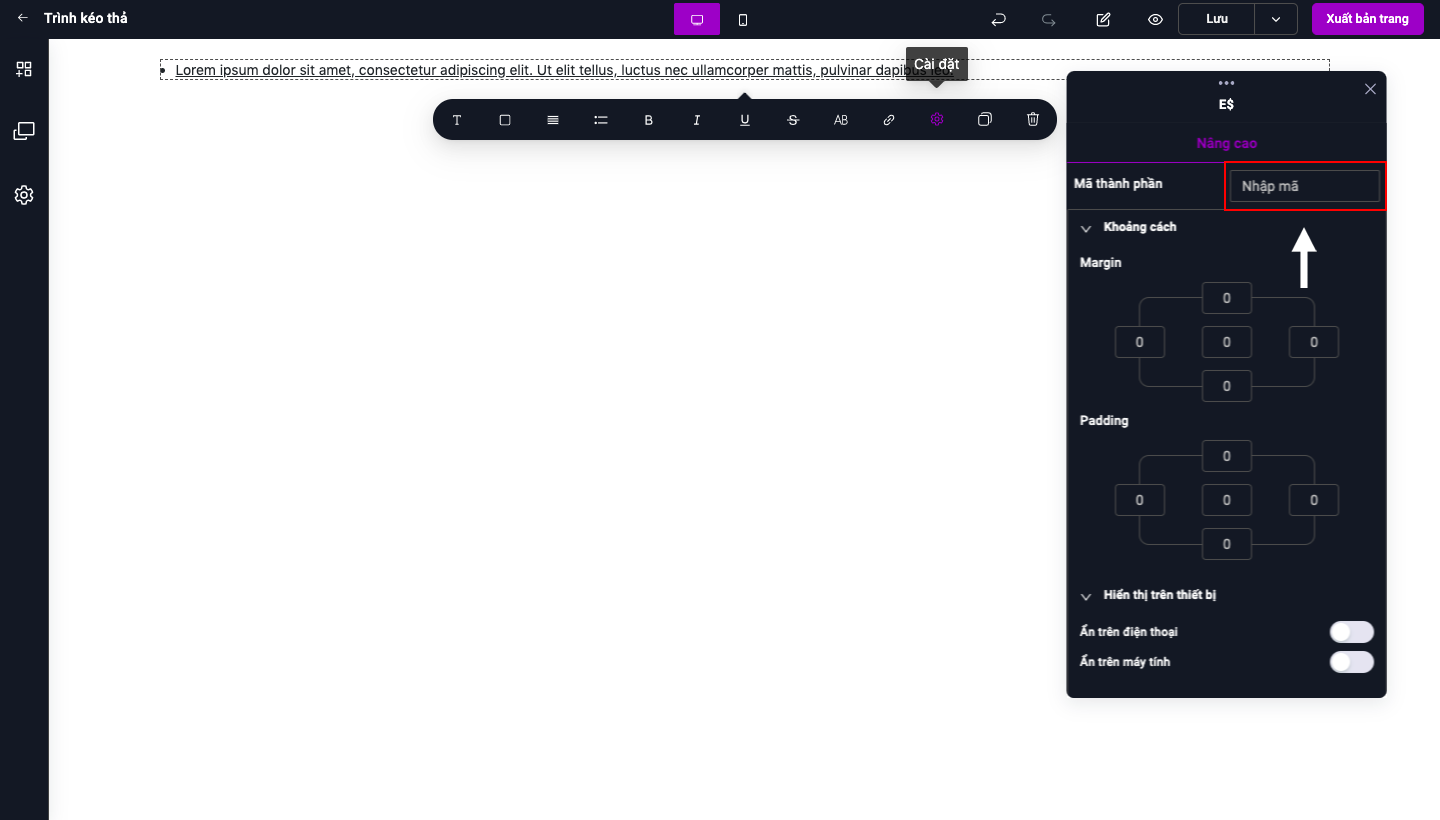 Trình kéo thả
Lưu
Xuất bản trang
Cài đặt
Lorem ipsum dolor sit amet, consectetur adipiscing elit. Ut elit tellus, luctus nec ullamcorper mattis, pulvinar dapibus leo.
T
B
I
U
S
AB
E$
Nâng cao
Mã thành phần
Nhập mã
Khoảng cách
Margin
0
0 0 0
0
Padding
0
0 0 0
0
Hiển thị trên thiết bị
Ẩn trên điện thoại
Ẩn trên máy tính